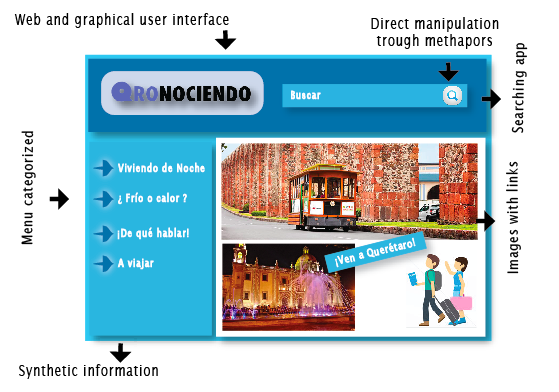 Web and graphical user interface
Direct manipulation
trough methapors
QRONOCIENDO
Buscar
Searching app
Menu categorized
Viviendo de Noche
¿ Frío o calor ?
¡De qué hablar!
A viajar
¡Ven a Querétaro!
Images with links
Synthetic information